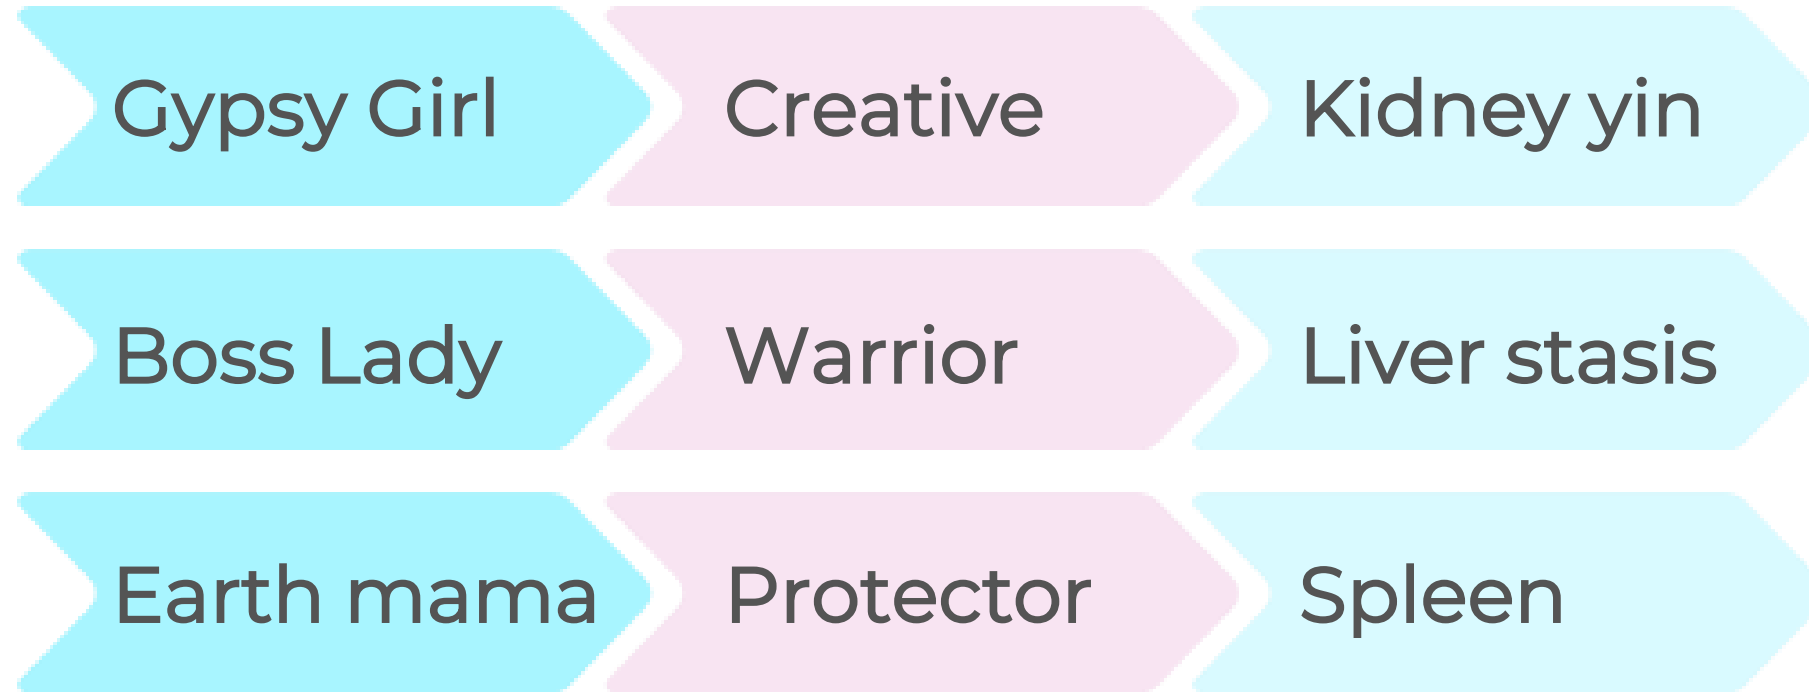 Gypsy Girl Creative Kidney yin
Boss Lady Warrior Liver stasis
Earth mama Protector Spleen